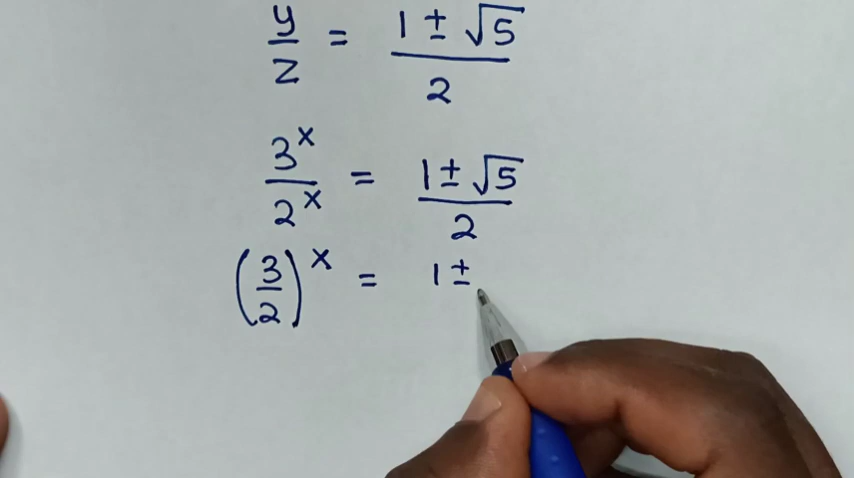 y/z = (1 ± √5)/2
3^x/2^x = (1 ± √5)/2
(3/2)^x = 1 ±